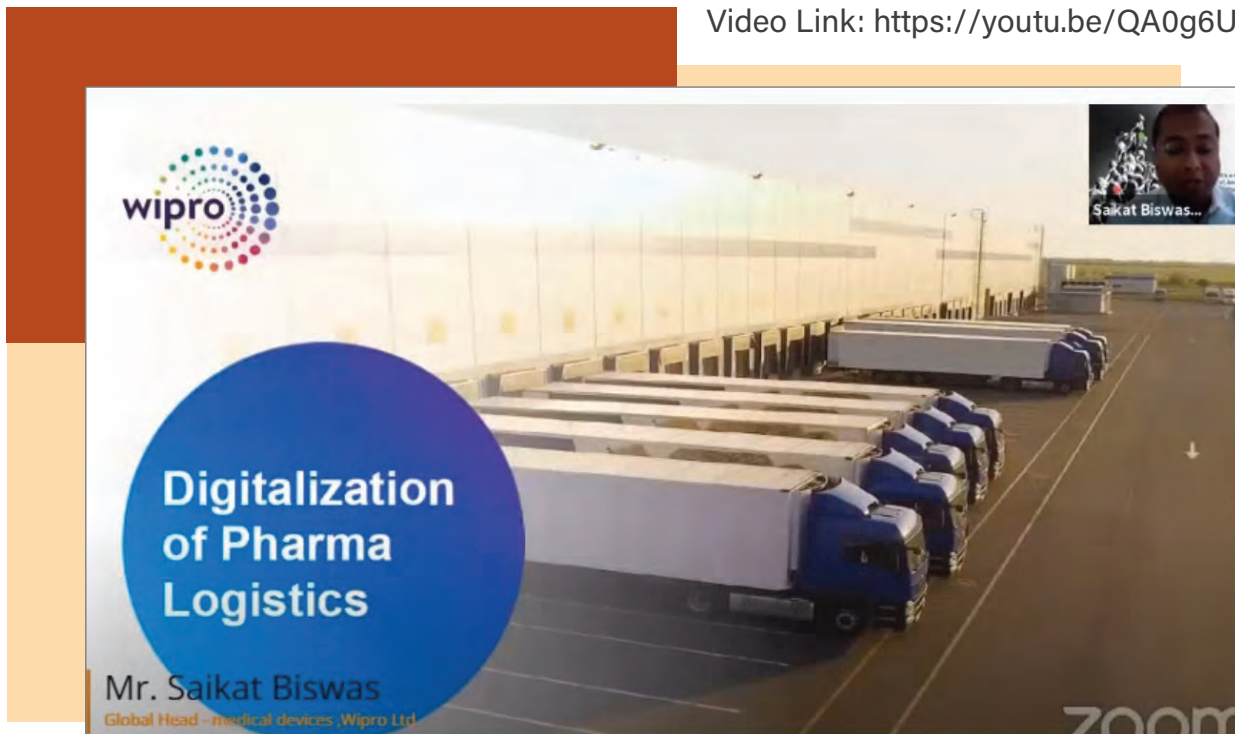 Video Link: https://youtu.be/QA0g6U
wipro
Saikat Biswas...
Digitalization
of Pharma
Logistics
Mr. Saikat Biswas
Global Head - medical devices ,Wipro Ltd
zoom